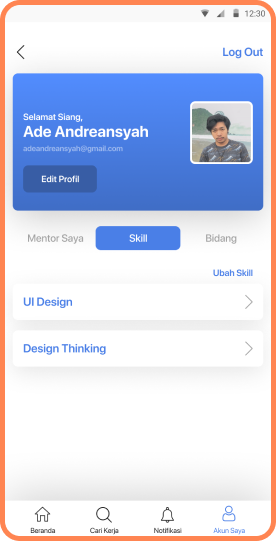 12:30
Log Out
Selamat Siang,
Ade Andreansyah
adeandreansyah@gmail.com
Edit Profil
Mentor Saya
Skill
Bidang
Ubah Skill
UI Design
Design Thinking
Beranda
Cari Kerja
Notifikasi
Akun Saya